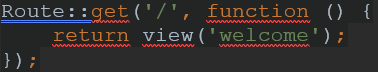 Route::get('/', function () {
    return view('welcome');
});